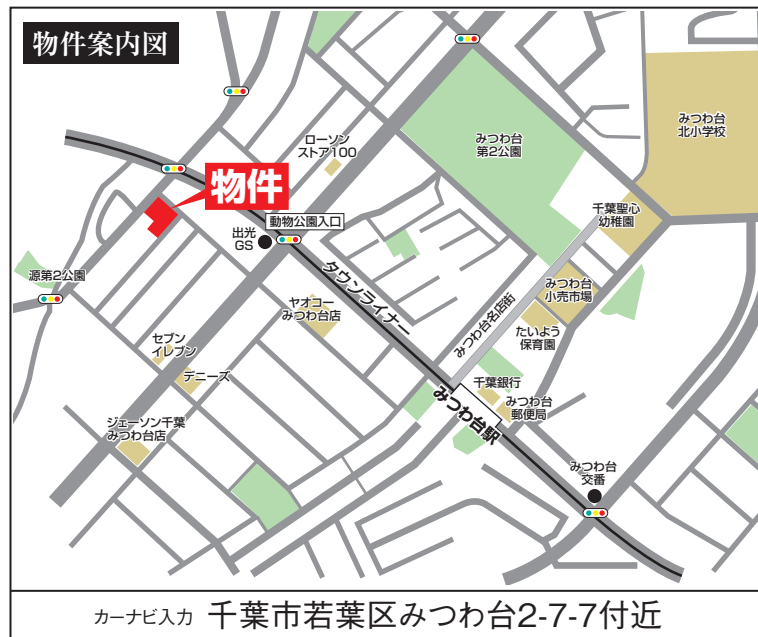 物件案内図
ローソン
ストア100
みつわ台
第2公園
みつわ台
北小学校
物件
動物公園入口
出光
GS
千葉聖心
幼稚園
源第2公園
タウンライナー
ヤオコー
みつわ台店
みつわ台
小売市場
みつわ台名店街
たいよう
保育園
セブン
イレブン
デニーズ
千葉銀行
みつわ台
郵便局
みつわ台駅
ジェーソン千葉
みつわ台店
みつわ台
交番
カーナビ入力 千葉市若葉区みつわ台2-7-7付近